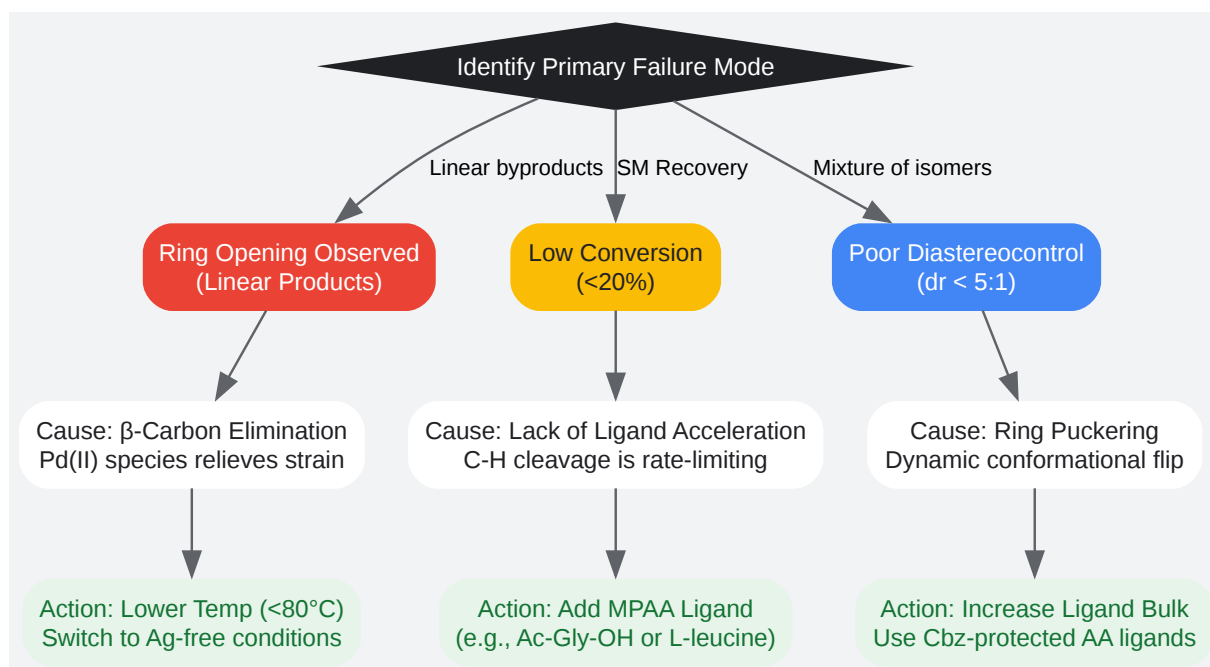 Identify Primary Failure Mode
Linear byproducts
SM Recovery
Mixture of isomers
Ring Opening Observed
(Linear Products)
Low Conversion
(<20%)
Poor Diastereocontrol
(dr < 5:1)
Cause: β-Carbon Elimination
Pd(II) species relieves strain
Cause: Lack of Ligand Acceleration
C-H cleavage is rate-limiting
Cause: Ring Puckering
Dynamic conformational flip
Action: Lower Temp (<80°C)
Switch to Ag-free conditions
Action: Add MPAA Ligand
(e.g., Ac-Gly-OH or L-leucine)
Action: Increase Ligand Bulk
Use Cbz-protected AA ligands